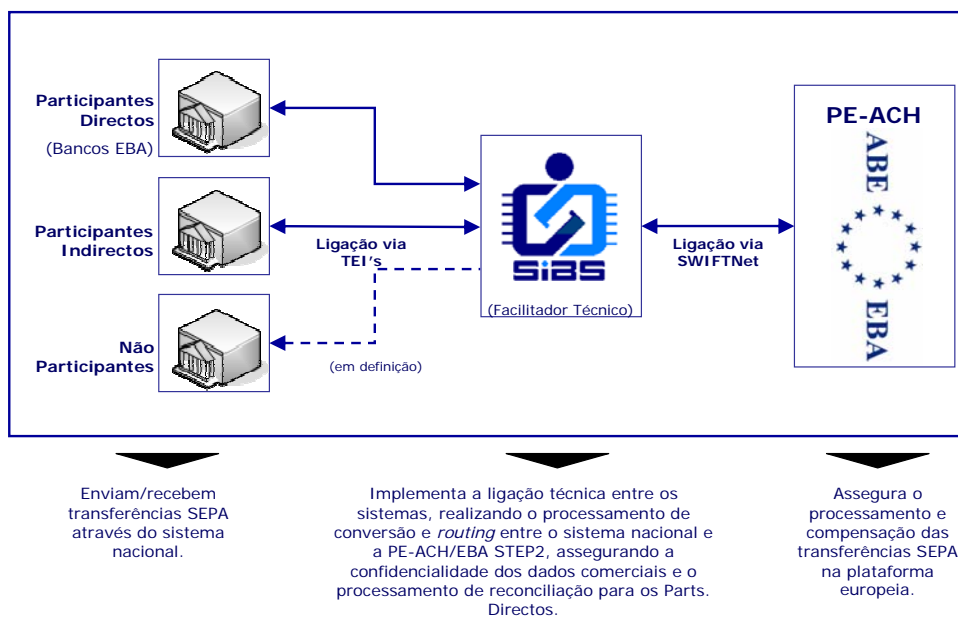 Participantes
Directos
(Bancos EBA)
Participantes
Indirectos
Não
Participantes
Ligação via
TEI's
(em definição)
SiBS
(Facilitador Técnico)
Ligação via
SWIFTNet
PE-ACH
ABE
EBA
Enviam/recebem
transferências SEPA
através do sistema
nacional.
Implementa a ligação técnica entre os
sistemas, realizando o processamento de
conversão e routing entre o sistema nacional e
a PE-ACH/EBA STEP2, assegurando a
confidencialidade dos dados comerciais e o
processamento de reconciliação para os Parts.
Directos.
Assegura o
processamento e
compensação das
transferências SEPA
na plataforma
europeia.